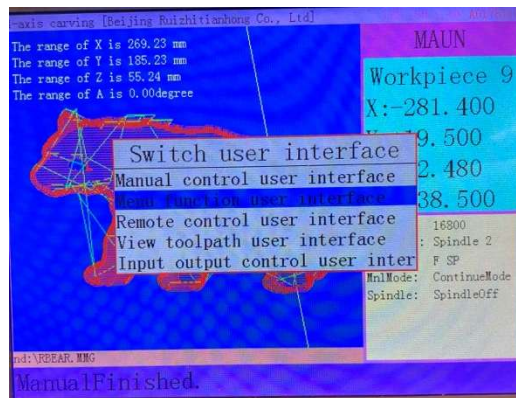 -axis carving [Beijing Ruizhitianhong Co., Ltd]
The range of X is 269.23 mm
The range of Y is 185.23 mm
The range of Z is 55.24 mm
The range of A is 0.00degree
MAUN
Workpiece 9
X:-281.400
9.500
2.480
38.500
Switch user interface
Manual control user interface
Menu function user interface
Remote control user interface
View toolpath user interface
Input output control user inter
16800
: Spindle 2
F SP
MnlMode: ContinueMode
Spindle: SpindleOff
nd:\RBEAR.MMG
ManualFinished.